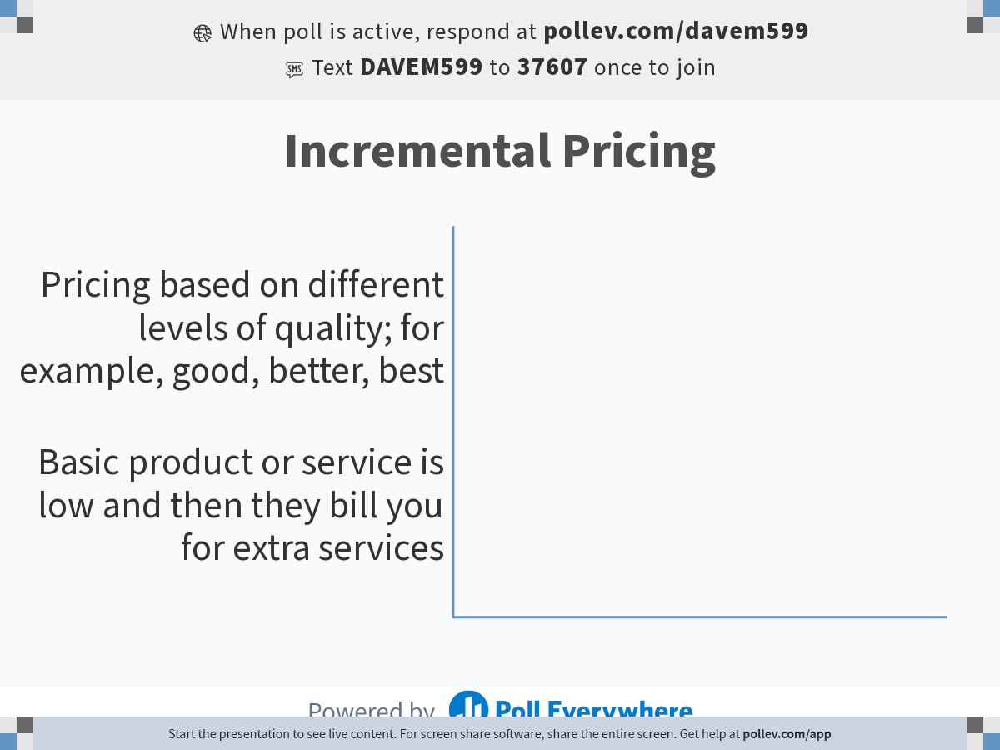 When poll is active, respond at pollev.com/davem599
SMS Text DAVEM599 to 37607 once to join
Incremental Pricing
Pricing based on different
levels of quality; for
example, good, better, best
Basic product or service is
low and then they bill you
for extra services
Powered by Poll Everywhere
Start the presentation to see live content. For screen share software, share the entire screen. Get help at pollev.com/app